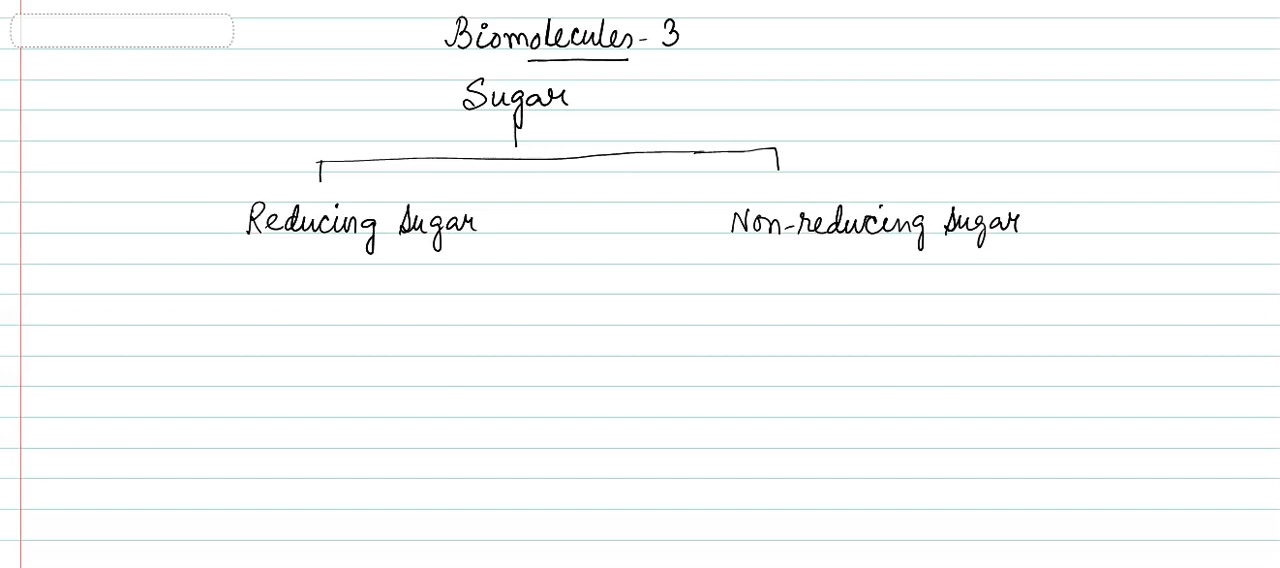 Biomolecules - 3
Sugar
Reducing sugar
Non-reducing sugar